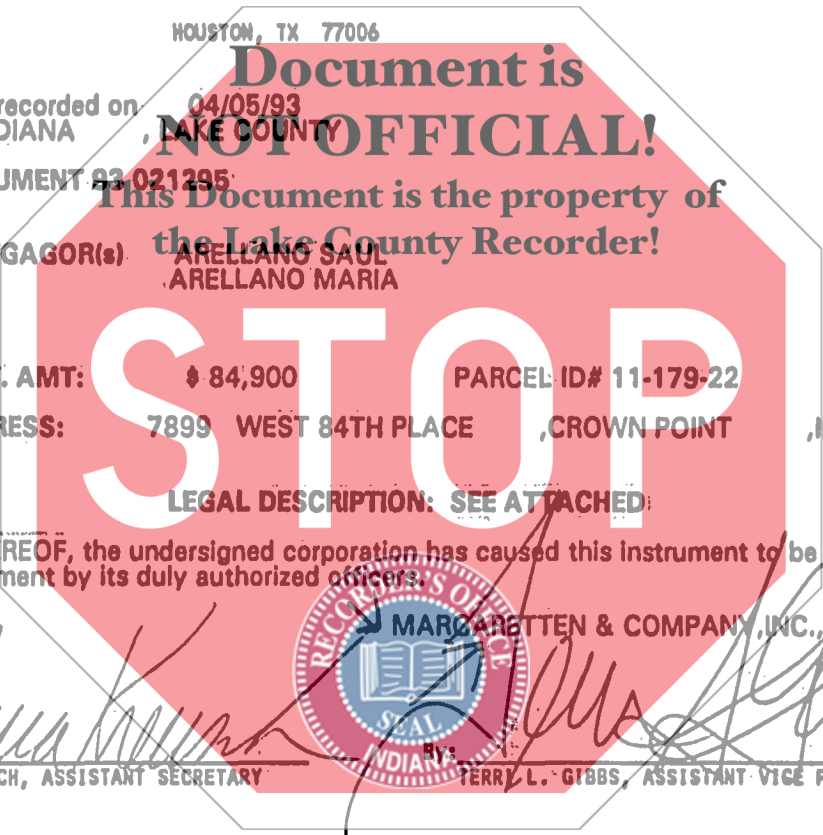 HOUSTON, TX 77006
Document is
recorded on 04/05/93
NOT OFFICIAL!
DIANA , LAKE COUNTY
UMENT 93 021295
This Document is the property of
the Lake County Recorder!
GAGOR(s) ARELLANO SAUL
ARELLANO MARIA
STOP
. AMT: $ 84,900 PARCEL ID# 11-179-22
RESS: 7899 WEST 84TH PLACE ,CROWN POINT ,I
LEGAL DESCRIPTION: SEE ATTACHED
REOF, the undersigned corporation has caused this instrument to be
ment by its duly authorized officers.
RECORDER'S OFFICE
MARGARETTEN & COMPANY,INC.,
SEAL
INDIANA
By:
CH, ASSISTANT SECRETARY TERRI L. GIBBS, ASSISTANT VICE P